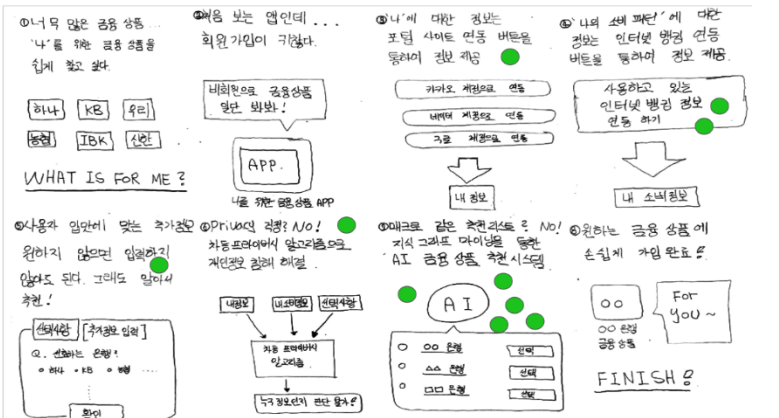 ①너무 많은 금융 상품...
'나'를 위한 금융 상품을
쉽게 찾고 싶다.
하나 KB 우리
농협 IBK 신한
WHAT IS FOR ME?
②처음 보는 앱인데...
회원가입이 귀찮다.
비회원으로 금융상품
일단 봐봐!
APP.
나를 위한 금융상품 APP
③'나'에 대한 정보는
포털 사이트 연동 버튼을
통하여 정보 제공
카카오 계정으로 연동
네이버 계정으로 연동
구글 계정으로 연동
내 정보
④'나의 소비 패턴'에 대한
정보는 인터넷 뱅킹 연동
버튼을 통하여 정보 제공.
사용하고 있는
인터넷 뱅킹 정보
연동 하기
내 소비정보
⑤사용자 입맛에 맞는 추가정보
원하지 않으면 입력하지
않아도 된다. 그래도 알아서
추천!
선택사항 [추가정보 입력]
Q. 선호하는 은행?
○ 하나 ○ KB ○ 농협 ....
확인
⑥Privacy 걱정? NO!
차등 프라이버시 알고리즘으로
개인정보 침해 해결.
내정보 내소비정보 선택사항
차등 프라이버시
알고리즘
누구 정보인지 판단 불가!
⑦매크로 같은 추천리스트? NO!
지식그래프 마이닝을 통한
AI 금융 상품 추천 시스템
AI
○ ○○ 은행 선택
○ △△ 은행 선택
○ □□ 은행 선택
⑧원하는 금융 상품에
손쉽게 가입 완료!
○○
○○ 은행
금융 상품
For
you~
FINISH!